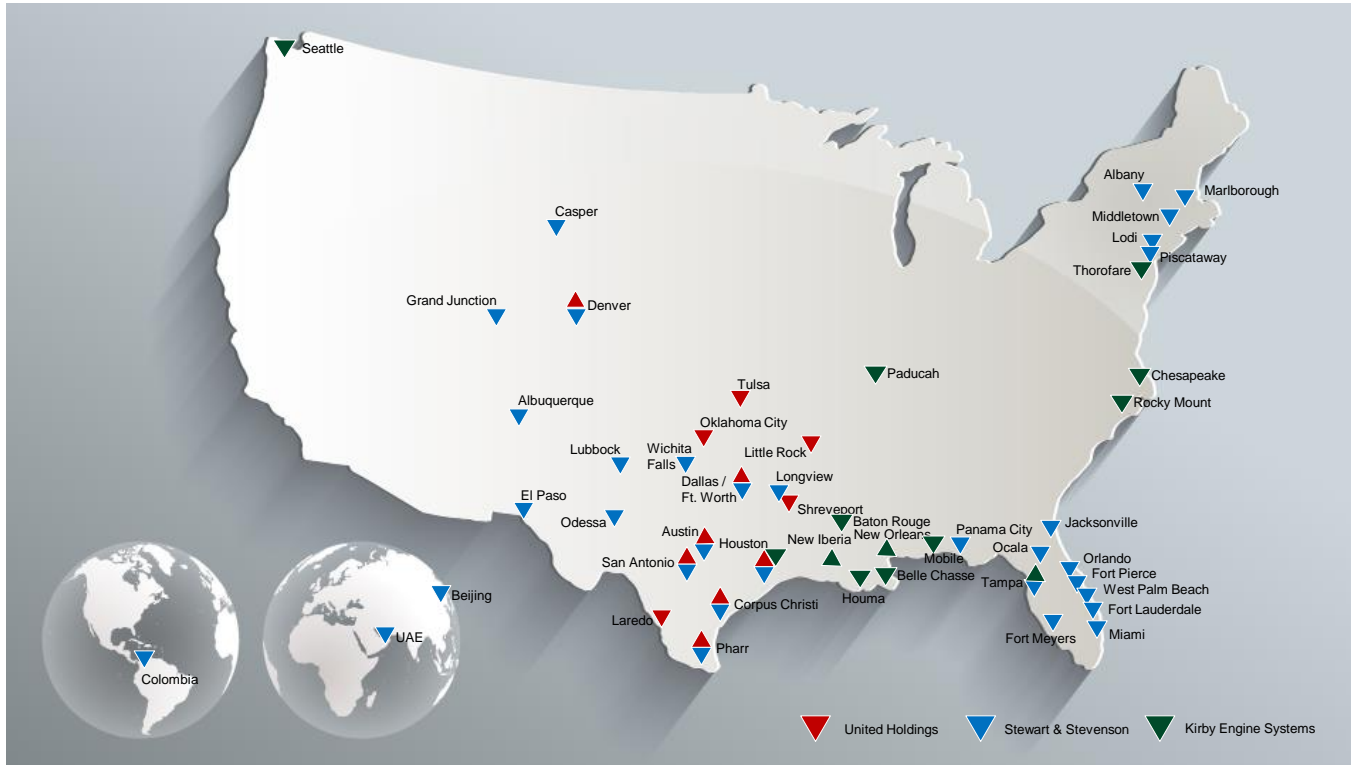 Seattle
Albany
Marlborough
Middletown
Casper
Lodi
Piscataway
Thorofare
Grand Junction
Denver
Paducah
Chesapeake
Tulsa
Albuquerque
Rocky Mount
Oklahoma City
Lubbock
Wichita
Falls
Little Rock
Longview
Dallas /
Ft. Worth
El Paso
Shreveport
Odessa
Baton Rouge
Jacksonville
Austin
Houston
New Iberia
New Orleans
Panama City
Mobile
Ocala
San Antonio
Orlando
Belle Chasse
Fort Pierce
Tampa
West Palm Beach
Beijing
Houma
Corpus Christi
Fort Lauderdale
Laredo
UAE
Fort Meyers
Miami
Pharr
Colombia
United Holdings
Stewart & Stevenson
Kirby Engine Systems